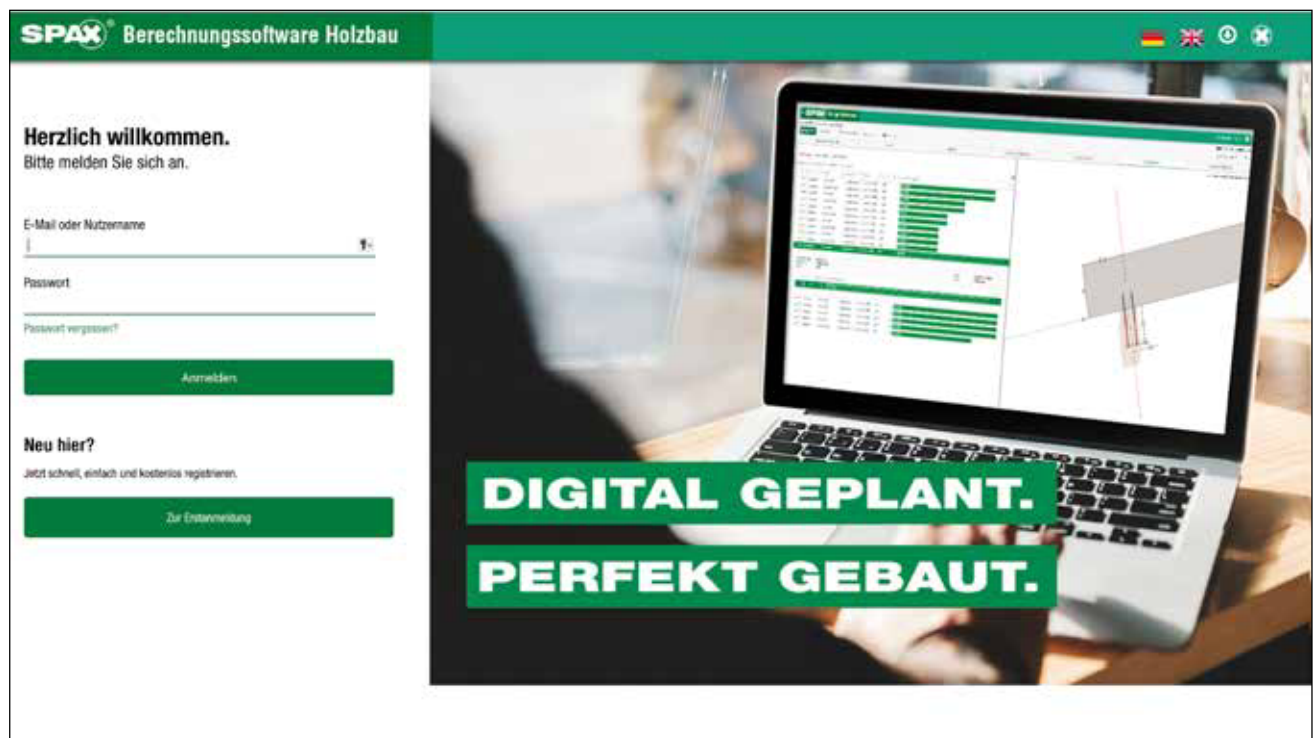 SPAX® Berechnungssoftware Holzbau
Herzlich willkommen.
Bitte melden Sie sich an.
E-Mail oder Nutzername
Passwort
Passwort vergessen?
Anmelden
Neu hier?
Jetzt schnell, einfach und kostenlos registrieren.
Zur Erstanmeldung
SPAX
DIGITAL GEPLANT.
PERFEKT GEBAUT.